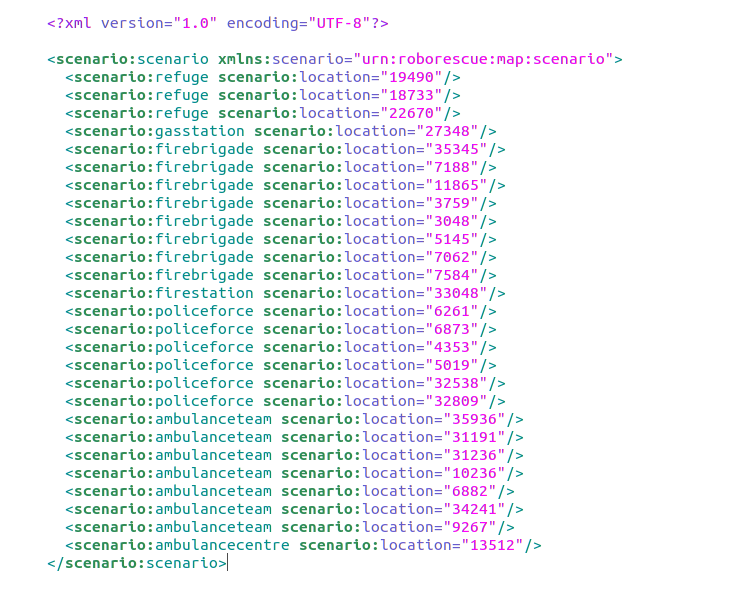 <?xml version="1.0" encoding="UTF-8"?>
<scenario:scenario xmlns:scenario="urn:roborescue:map:scenario">
<scenario:refuge scenario:location="19490"/>
<scenario:refuge scenario:location="18733"/>
<scenario:refuge scenario:location="22670"/>
<scenario:gasstation scenario:location="27348"/>
<scenario:firebrigade scenario:location="35345"/>
<scenario:firebrigade scenario:location="7188"/>
<scenario:firebrigade scenario:location="11865"/>
<scenario:firebrigade scenario:location="3759"/>
<scenario:firebrigade scenario:location="3048"/>
<scenario:firebrigade scenario:location="5145"/>
<scenario:firebrigade scenario:location="7062"/>
<scenario:firebrigade scenario:location="7584"/>
<scenario:firestation scenario:location="33048"/>
<scenario:policeforce scenario:location="6261"/>
<scenario:policeforce scenario:location="6873"/>
<scenario:policeforce scenario:location="4353"/>
<scenario:policeforce scenario:location="5019"/>
<scenario:policeforce scenario:location="32538"/>
<scenario:policeforce scenario:location="32809"/>
<scenario:ambulanceteam scenario:location="35936"/>
<scenario:ambulanceteam scenario:location="31191"/>
<scenario:ambulanceteam scenario:location="31236"/>
<scenario:ambulanceteam scenario:location="10236"/>
<scenario:ambulanceteam scenario:location="6882"/>
<scenario:ambulanceteam scenario:location="34241"/>
<scenario:ambulanceteam scenario:location="9267"/>
<scenario:ambulancecentre scenario:location="13512"/>
</scenario:scenario>